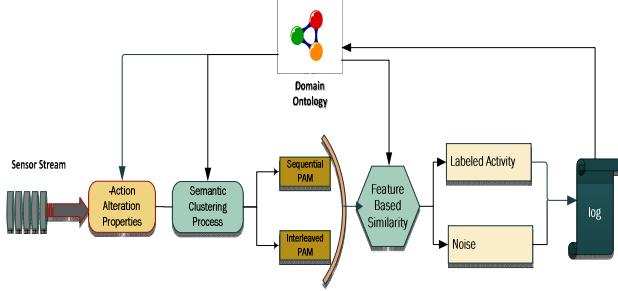 Domain
Ontology
Sensor Stream
-Action
Alteration
Properties
Semantic
Clustering
Process
Sequential
PAM
Interleaved
PAM
Feature
Based
Similarity
Labeled Activity
Noise
log